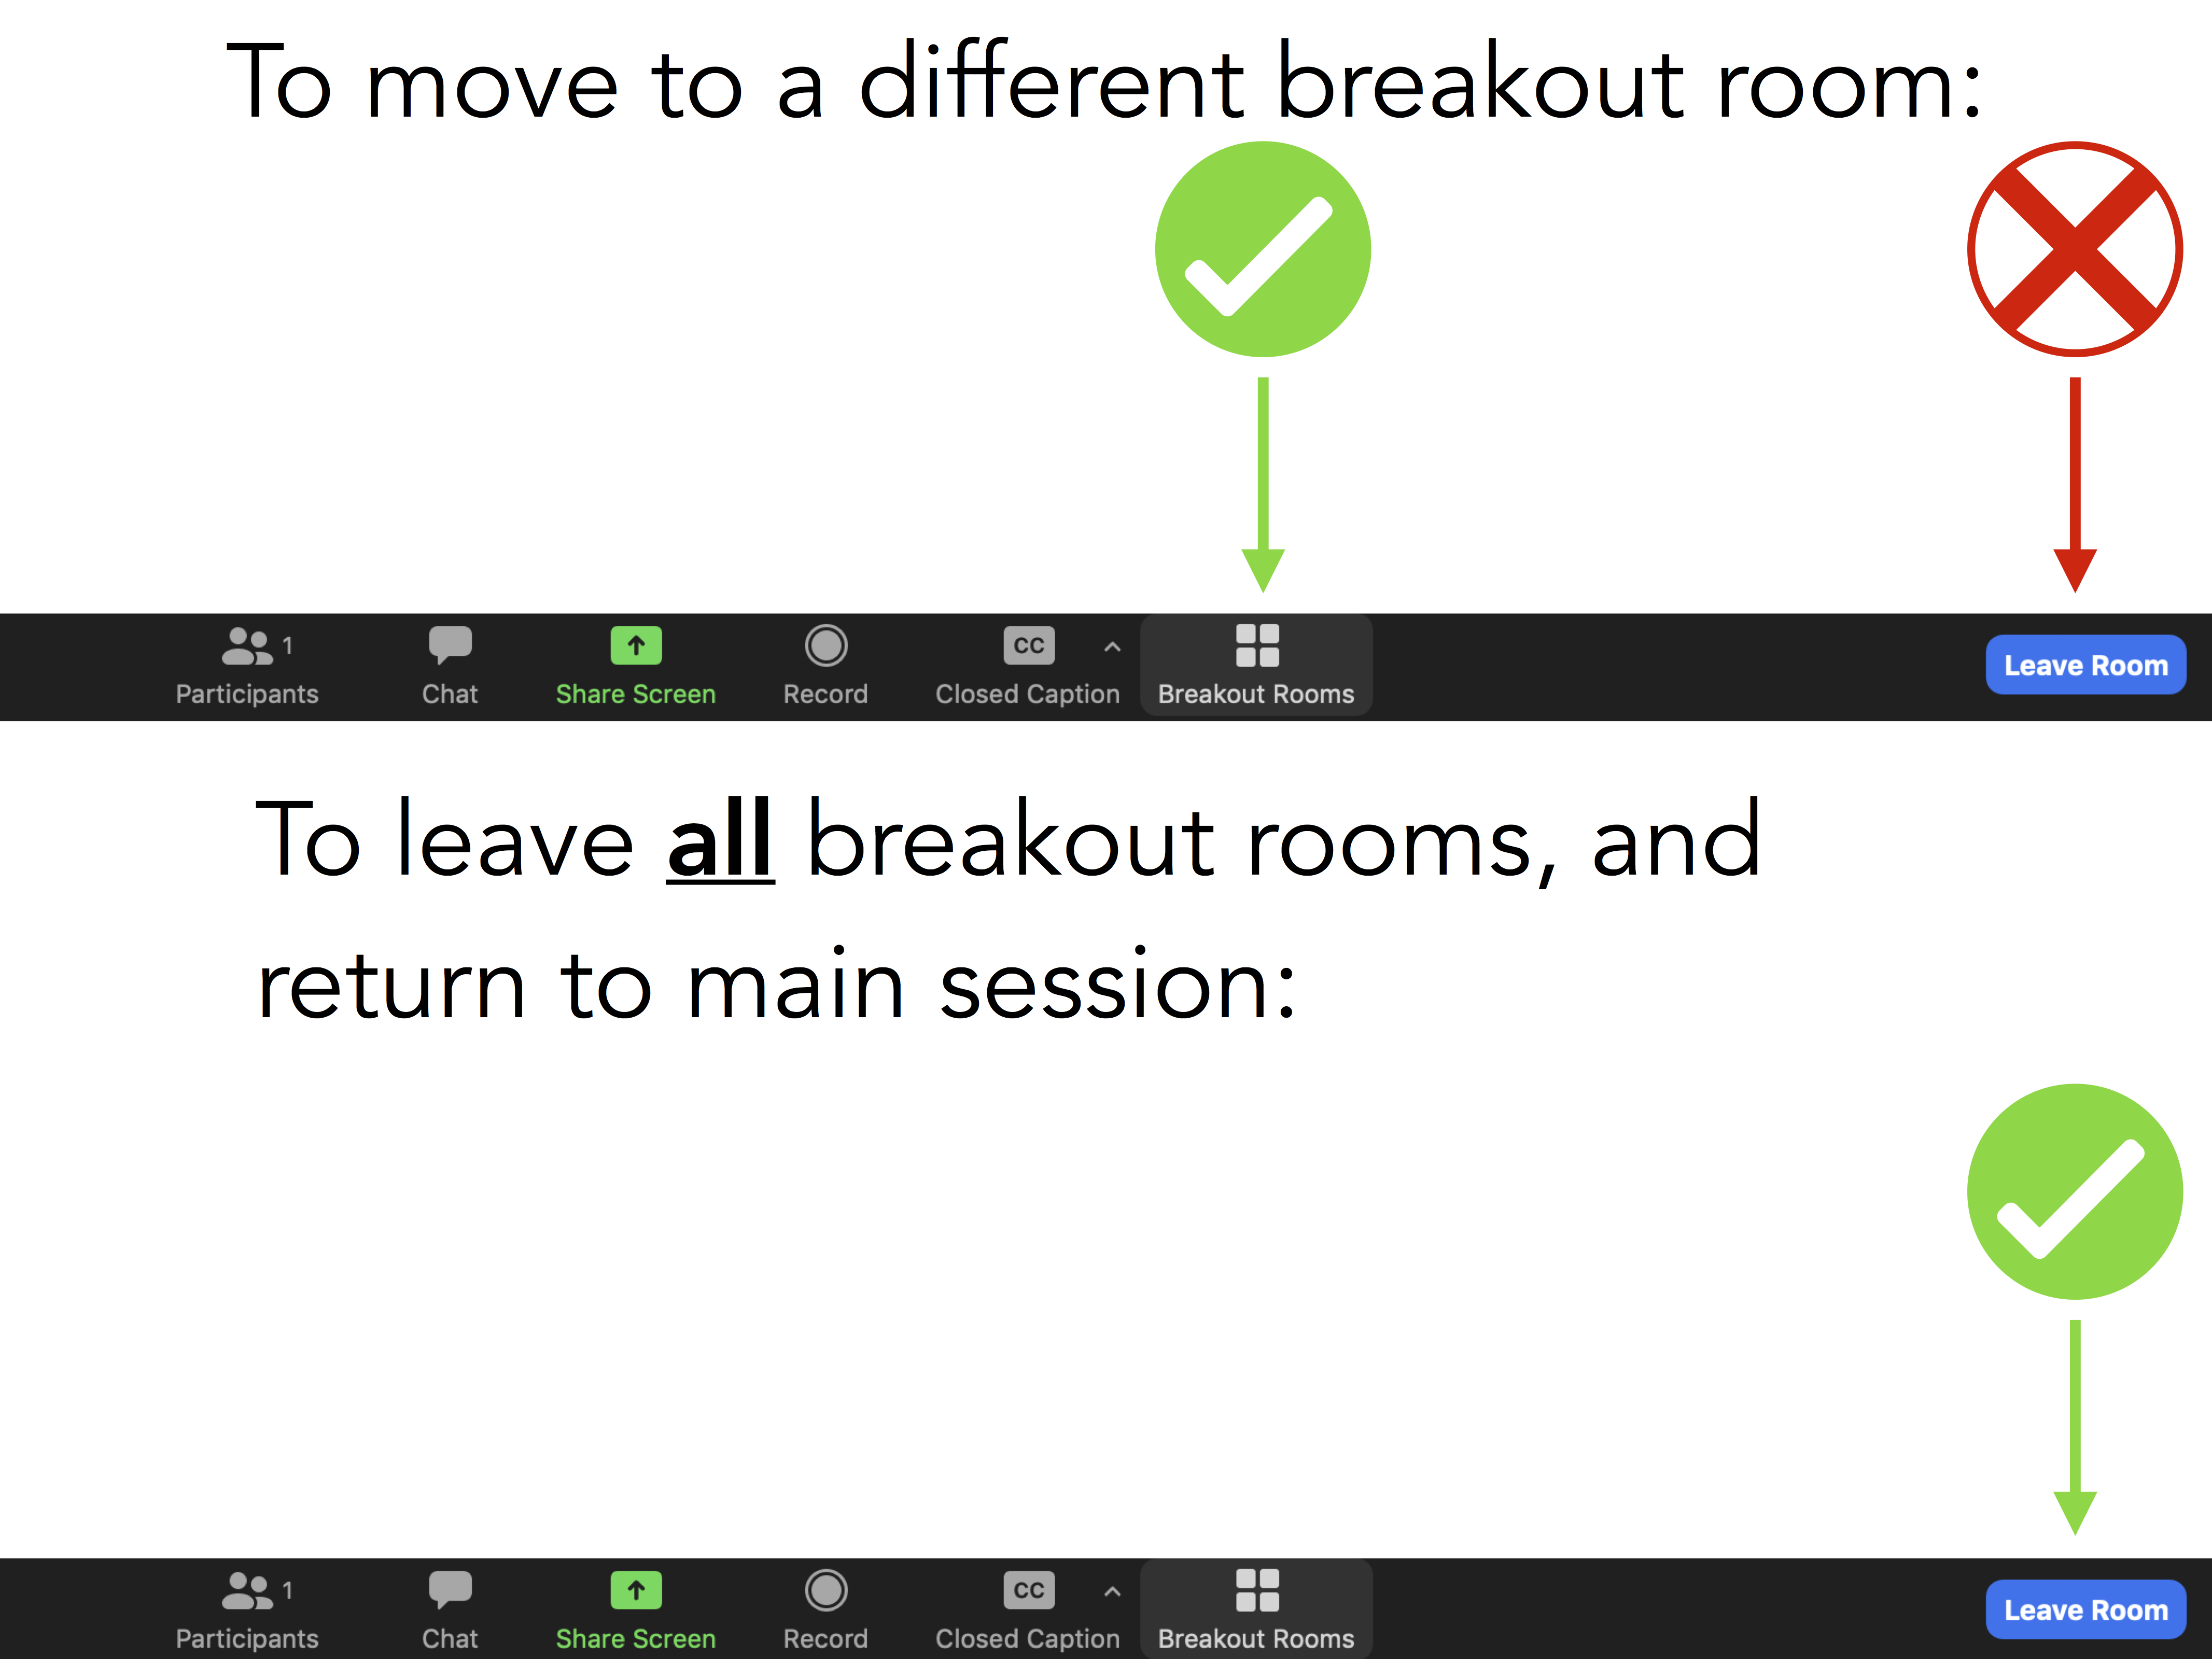 To move to a different breakout room:
1
CC
Participants Chat Share Screen Record Closed Caption Breakout Rooms Leave Room
To leave all breakout rooms, and
return to main session:
1
CC
Participants Chat Share Screen Record Closed Caption Breakout Rooms Leave Room